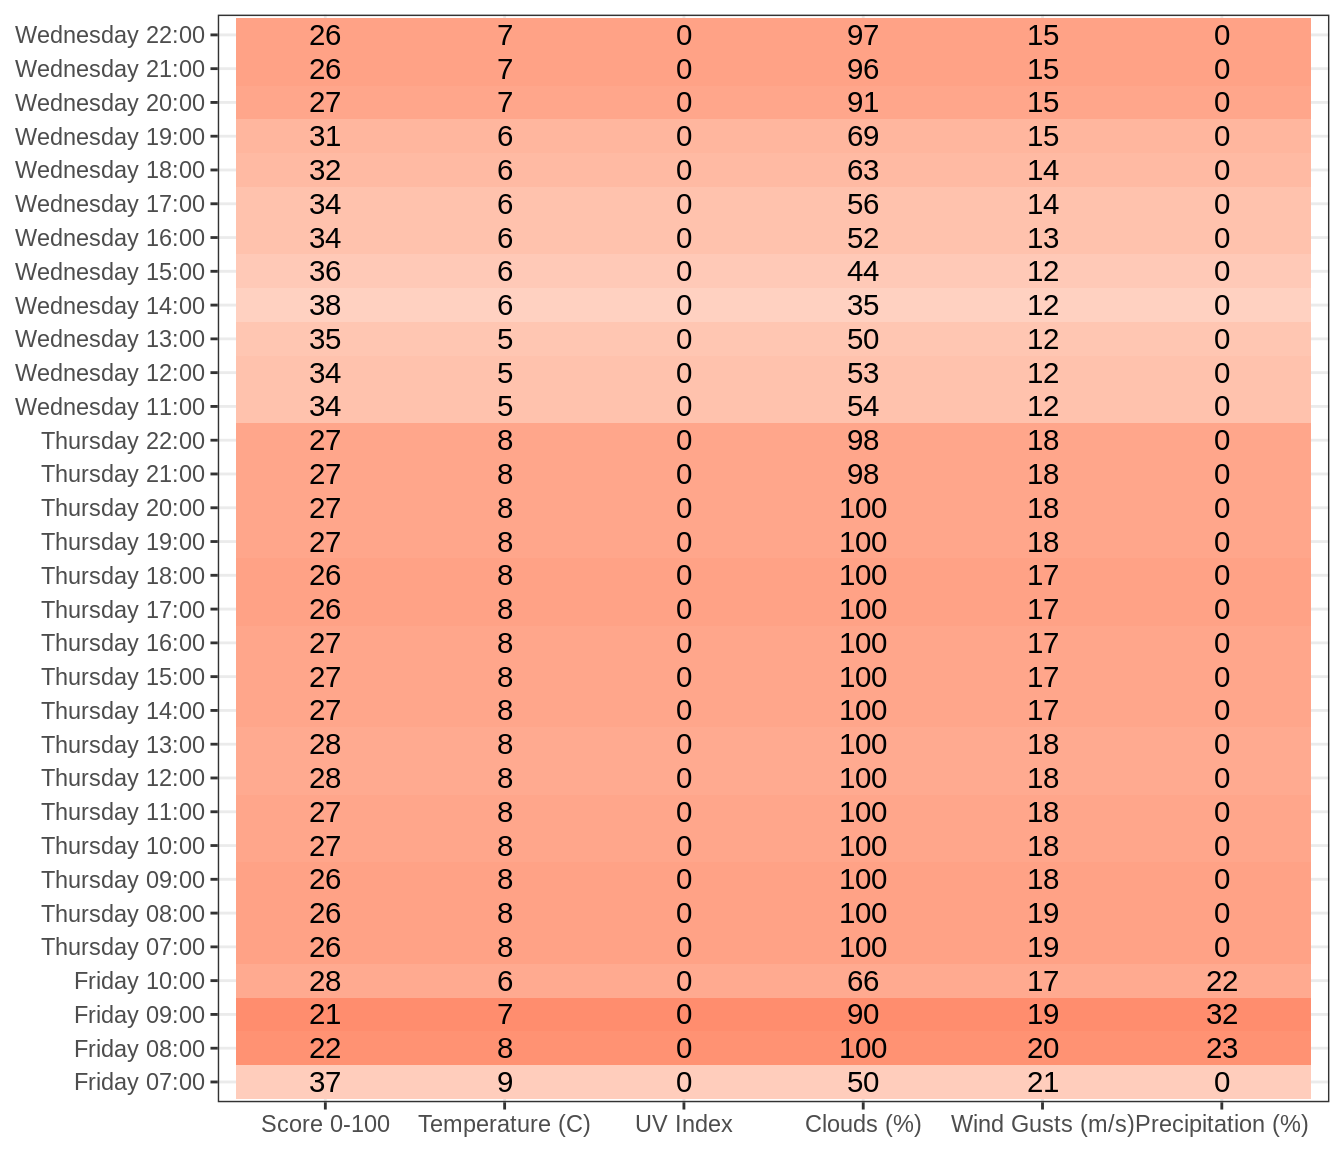 Wednesday 22:00 26 7 0 97 15 0
Wednesday 21:00 26 7 0 96 15 0
Wednesday 20:00 27 7 0 91 15 0
Wednesday 19:00 31 6 0 69 15 0
Wednesday 18:00 32 6 0 63 14 0
Wednesday 17:00 34 6 0 56 14 0
Wednesday 16:00 34 6 0 52 13 0
Wednesday 15:00 36 6 0 44 12 0
Wednesday 14:00 38 6 0 35 12 0
Wednesday 13:00 35 5 0 50 12 0
Wednesday 12:00 34 5 0 53 12 0
Wednesday 11:00 34 5 0 54 12 0
Thursday 22:00 27 8 0 98 18 0
Thursday 21:00 27 8 0 98 18 0
Thursday 20:00 27 8 0 100 18 0
Thursday 19:00 27 8 0 100 18 0
Thursday 18:00 26 8 0 100 17 0
Thursday 17:00 26 8 0 100 17 0
Thursday 16:00 27 8 0 100 17 0
Thursday 15:00 27 8 0 100 17 0
Thursday 14:00 27 8 0 100 17 0
Thursday 13:00 28 8 0 100 18 0
Thursday 12:00 28 8 0 100 18 0
Thursday 11:00 27 8 0 100 18 0
Thursday 10:00 27 8 0 100 18 0
Thursday 09:00 26 8 0 100 18 0
Thursday 08:00 26 8 0 100 19 0
Thursday 07:00 26 8 0 100 19 0
Friday 10:00 28 6 0 66 17 22
Friday 09:00 21 7 0 90 19 32
Friday 08:00 22 8 0 100 20 23
Friday 07:00 37 9 0 50 21 0
Score 0-100 Temperature (C) UV Index Clouds (%) Wind Gusts (m/s) Precipitation (%)